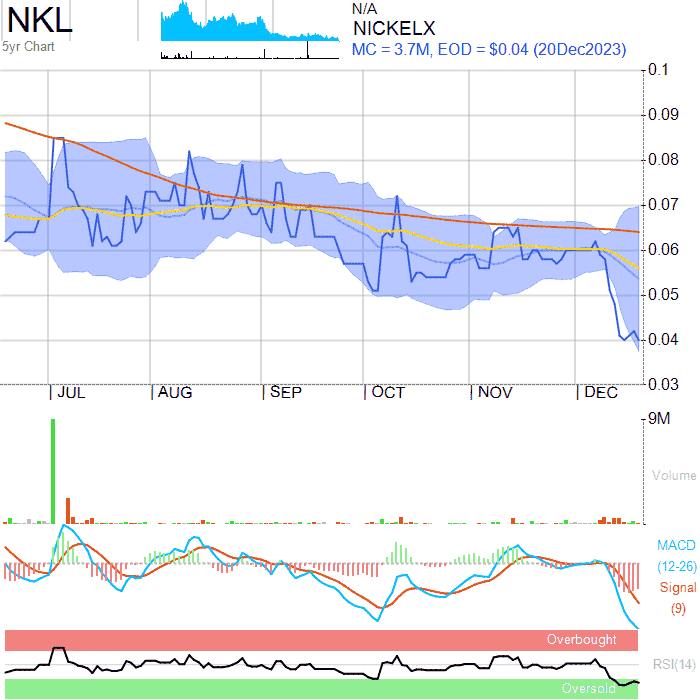 NKL
5yr Chart
N/A
NICKELX
MC = 3.7M, EOD = $0.04 (20Dec2023)
0.1
0.09
0.08
0.07
0.06
0.05
0.04
0.03
JUL AUG SEP OCT NOV DEC
9M
Volume
MACD
(12-26)
Signal
(9)
Overbought
RSI(14)
Oversold